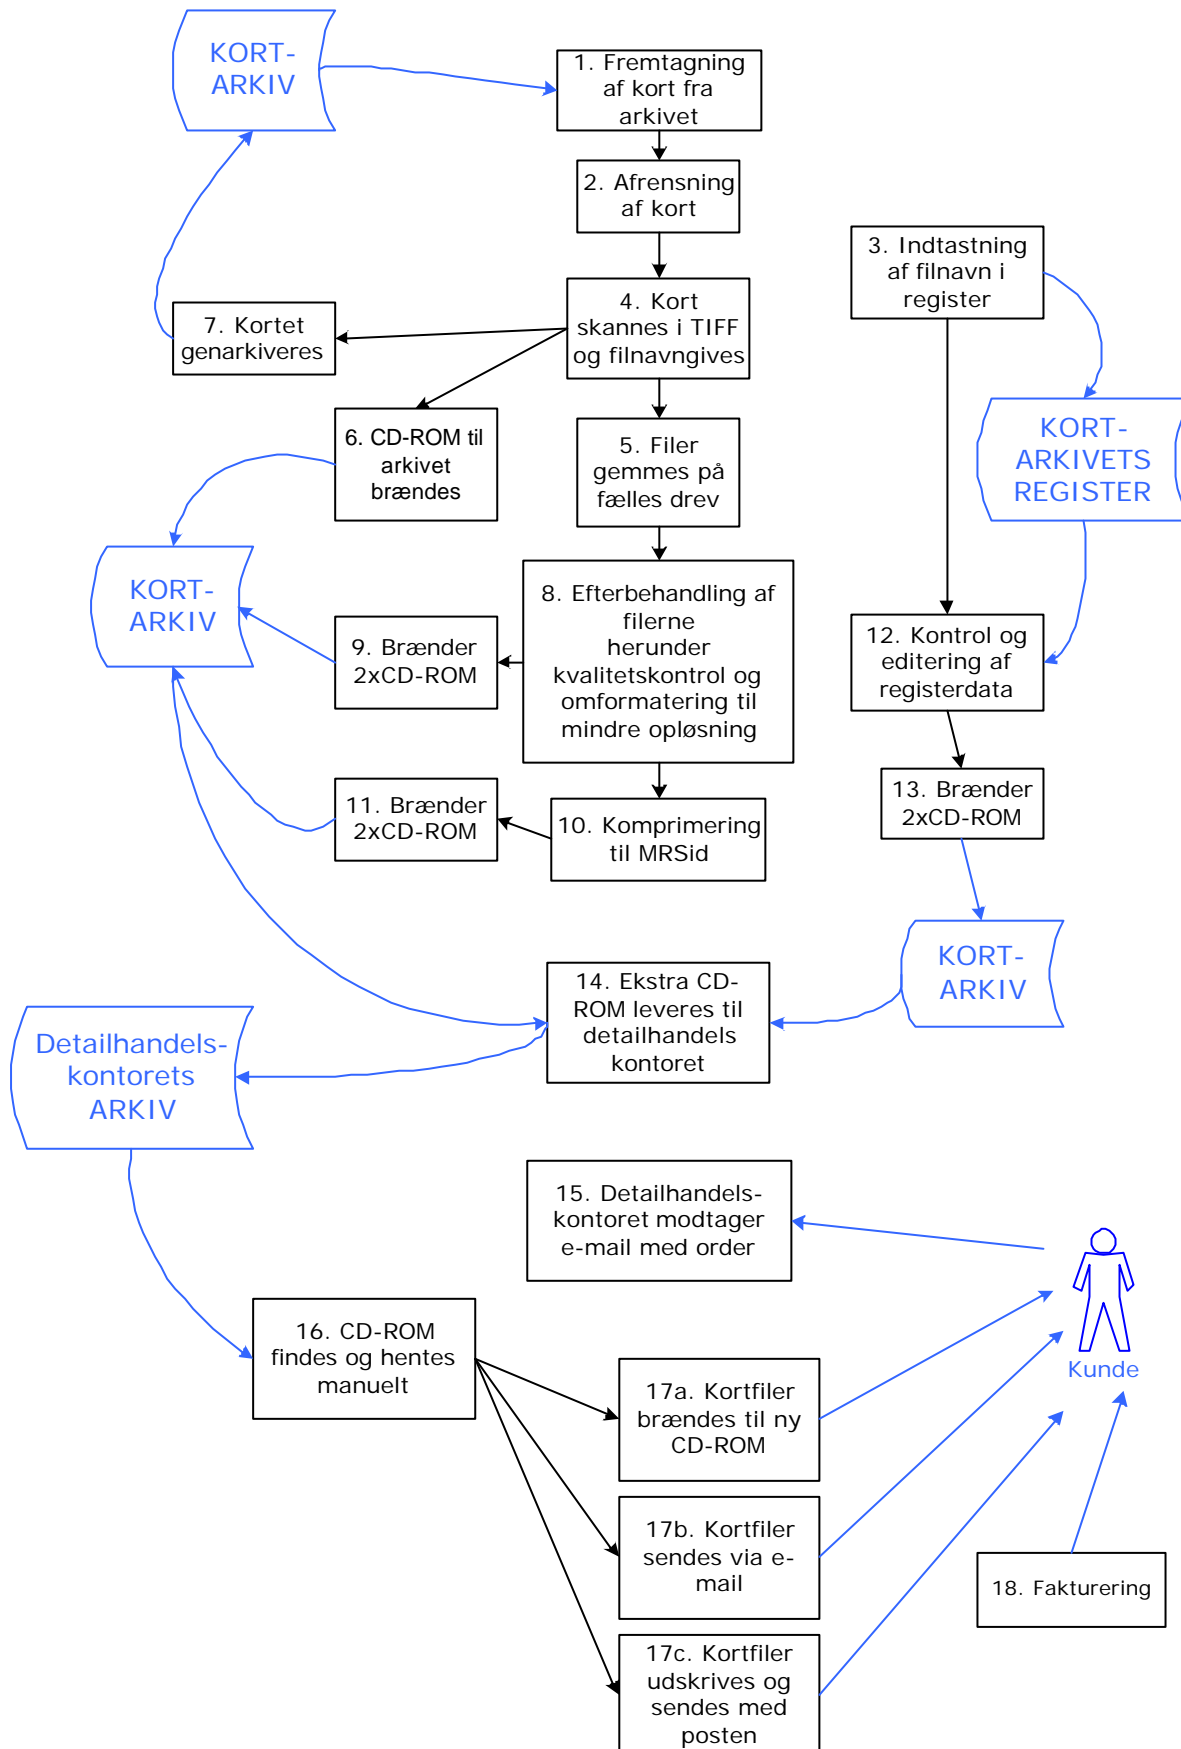 KORT-
ARKIV
1. Fremtagning
af kort fra
arkivet
2. Afrensning
af kort
3. Indtastning
af filnavn i
register
4. Kort
skannes i TIFF
og filnavngives
7. Kortet
genarkiveres
6. CD-ROM til
arkivet
brændes
5. Filer
gemmes på
fælles drev
KORT-
ARKIVETS
REGISTER
KORT-
ARKIV
8. Efterbehandling af
filerne
herunder
kvalitetskontrol og
omformatering til
mindre opløsning
9. Brænder
2xCD-ROM
12. Kontrol og
editering af
registerdata
11. Brænder
2xCD-ROM
10. Komprimering
til MRSid
13. Brænder
2xCD-ROM
KORT-
ARKIV
14. Ekstra CD-
ROM leveres til
detailhandels
kontoret
Detailhandels-
kontorets
ARKIV
15. Detailhandels-
kontoret modtager
e-mail med order
Kunde
16. CD-ROM
findes og hentes
manuelt
17a. Kortfiler
brændes til ny
CD-ROM
17b. Kortfiler
sendes via e-
mail
18. Fakturering
17c. Kortfiler
udskrives og
sendes med
posten